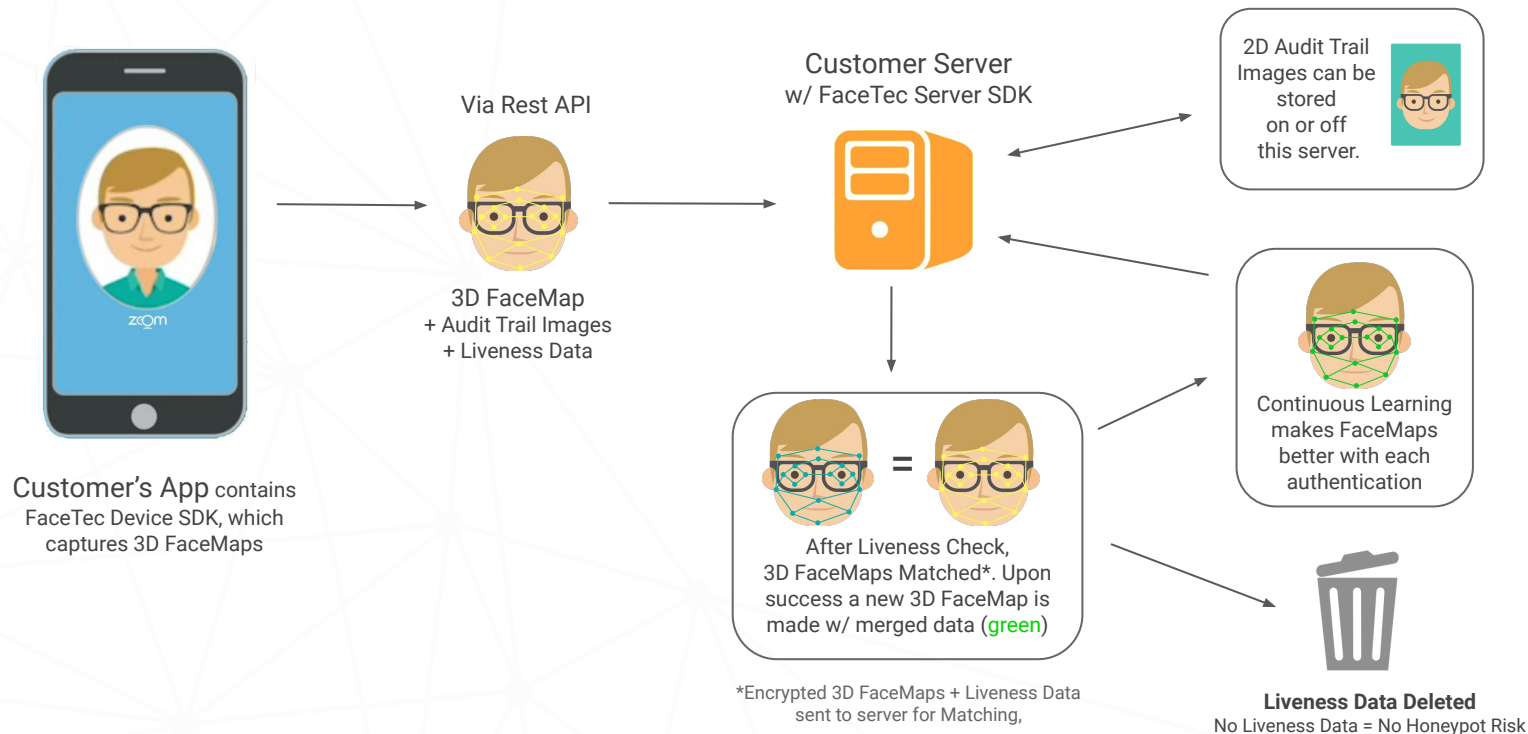 zoom
Customer's App contains
FaceTec Device SDK, which
captures 3D FaceMaps
Via Rest API
3D FaceMap
+ Audit Trail Images
+ Liveness Data
Customer Server
w/ FaceTec Server SDK
2D Audit Trail
Images can be
stored
on or off
this server.
=
After Liveness Check,
3D FaceMaps Matched*. Upon
success a new 3D FaceMap is
made w/ merged data (green)
*Encrypted 3D FaceMaps + Liveness Data
sent to server for Matching,
Continuous Learning
makes FaceMaps
better with each
authentication
Liveness Data Deleted
No Liveness Data = No Honeypot Risk